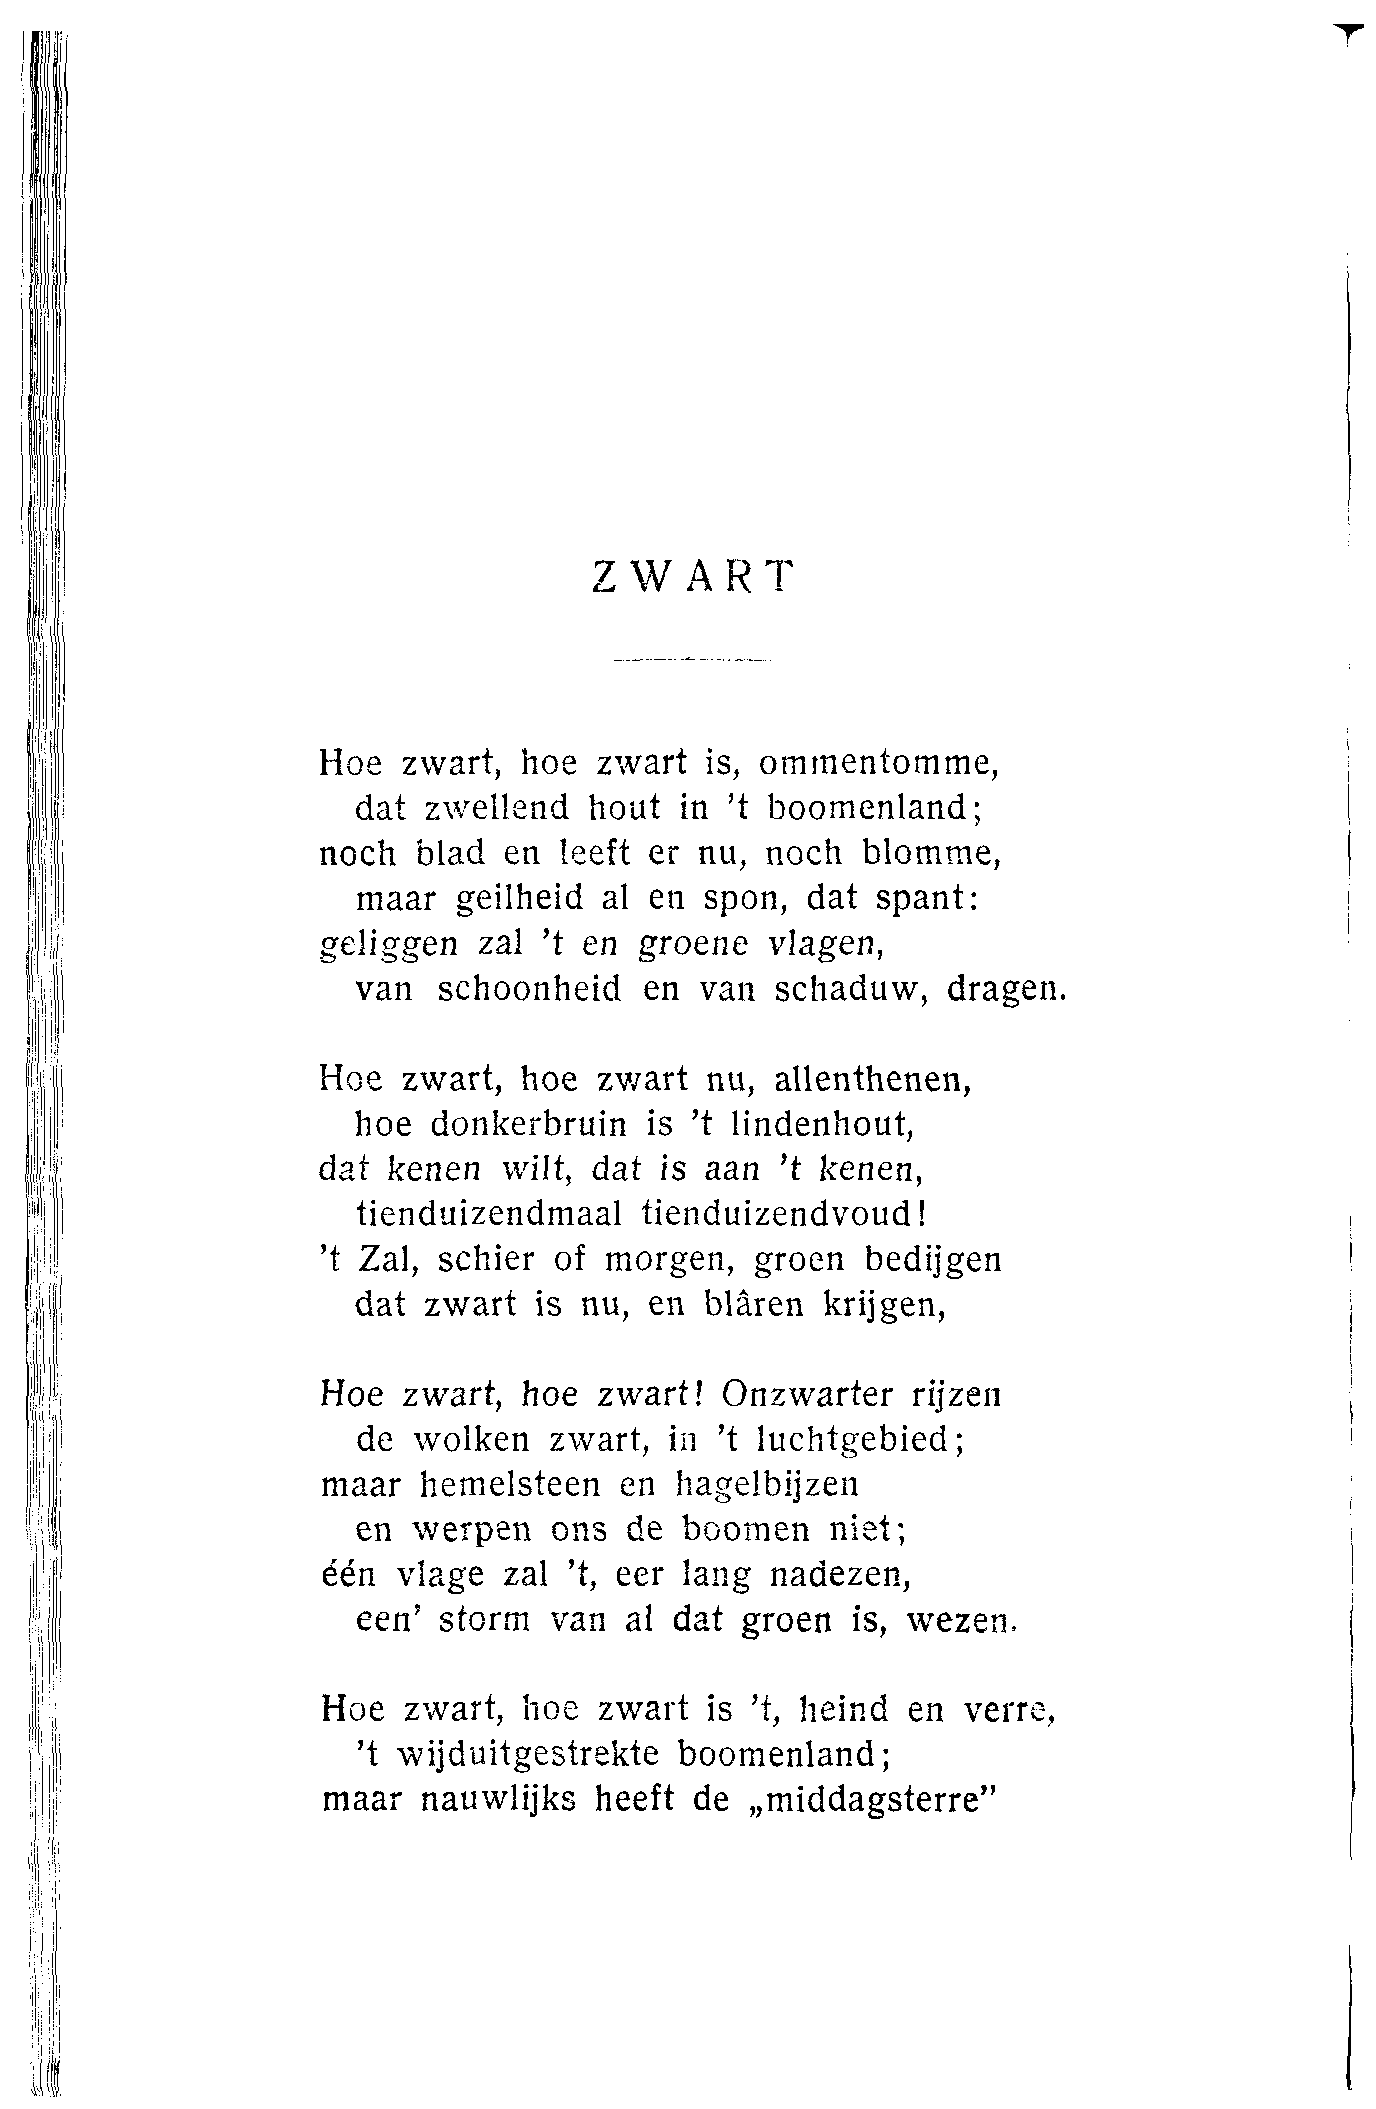 ZWART
Hoe zwart, hoe zwart is, ommentomme,
dat zwellend hout in 't boomenland;
noch blad en leeft er nu, noch blomme,
maar geilheid al en spon, dat spant:
geliggen zal 't en groene vlagen,
van schoonheid en van schaduw, dragen.
Hoe zwart, hoe zwart nu, allenthenen,
hoe donkerbruin is 't lindenhout,
dat kenen wilt, dat is aan 't kenen,
tienduizendmaal tienduizendvoud!
't Zal, schier of morgen, groen bedijgen
dat zwart is nu, en blâren krijgen,
Hoe zwart, hoe zwart! Onzwarter rijzen
de wolken zwart, in 't luchtgebied;
maar hemelsteen en hagelbijzen
en werpen ons de boomen niet;
één vlage zal 't, eer lang nadezen,
een' storm van al dat groen is, wezen.
Hoe zwart, hoe zwart is 't, heind en verre,
't wijduitgestrekte boomenland;
maar nauwlijks heeft de „middagsterre”